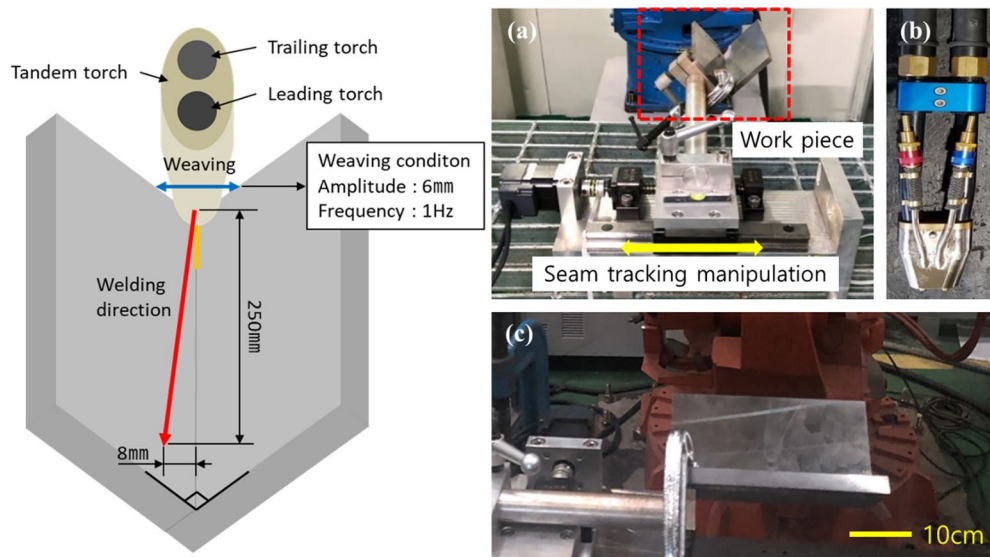 Trailing torch
Tandem torch
Leading torch
Weaving
Weaving conditon
Amplitude : 6mm
Frequency : 1Hz
Welding
direction
250mm
8mm
(a)
Work piece
Seam tracking manipulation
(b)
(c)
10cm